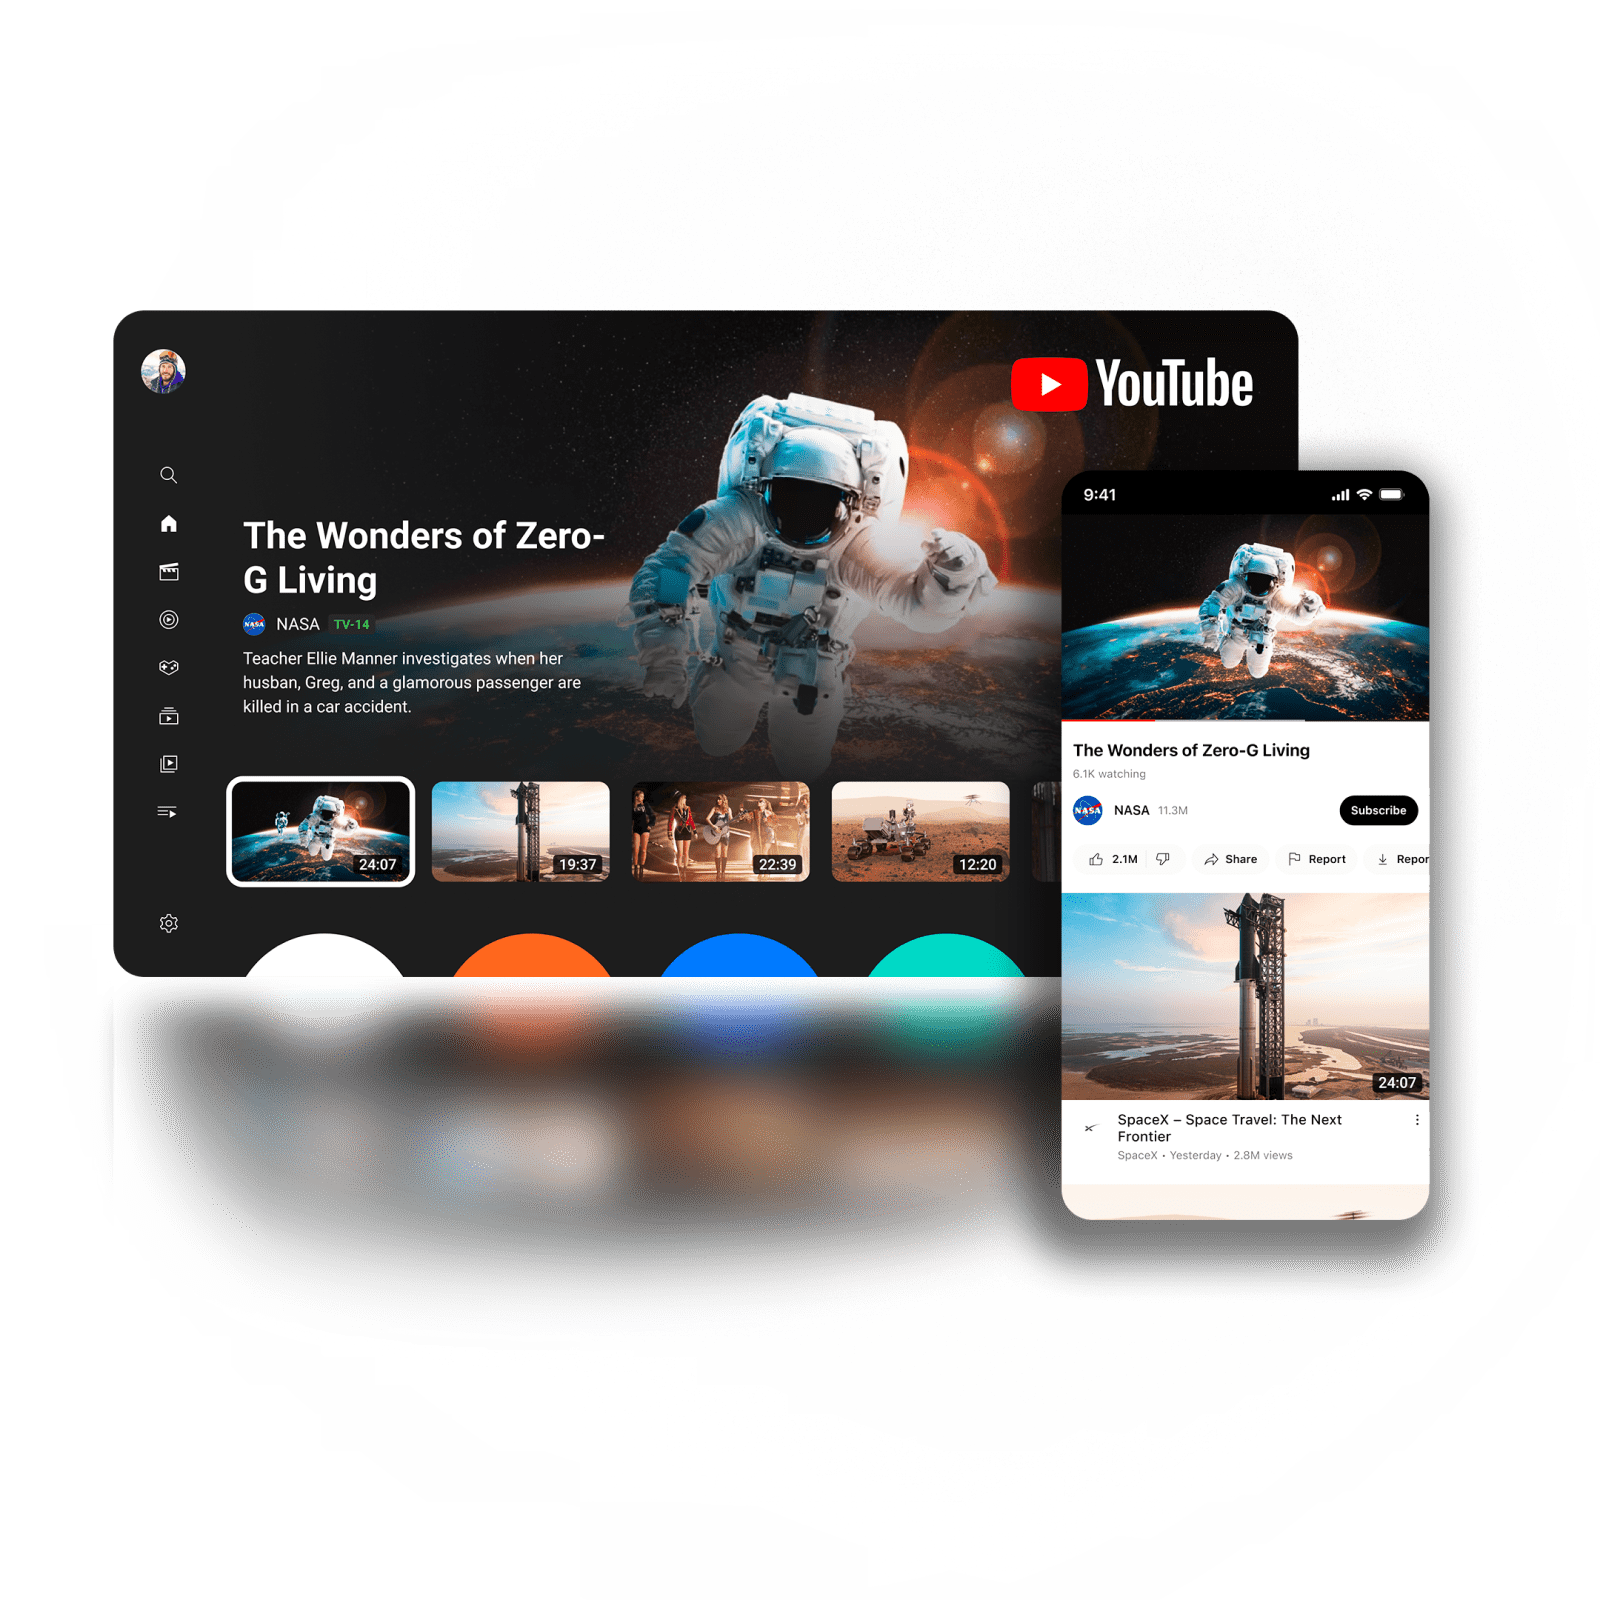 YouTube
The Wonders of Zero-
G Living
NASA TV-14
Teacher Ellie Manner investigates when her
husban, Greg, and a glamorous passenger are
killed in a car accident.
24:07
19:37
22:39
12:20
9:41
The Wonders of Zero-G Living
6.1K watching
NASA 11.3M
Subscribe
2.1M
Share
Report
Repor
24:07
SpaceX – Space Travel: The Next
Frontier
SpaceX • Yesterday • 2.8M views